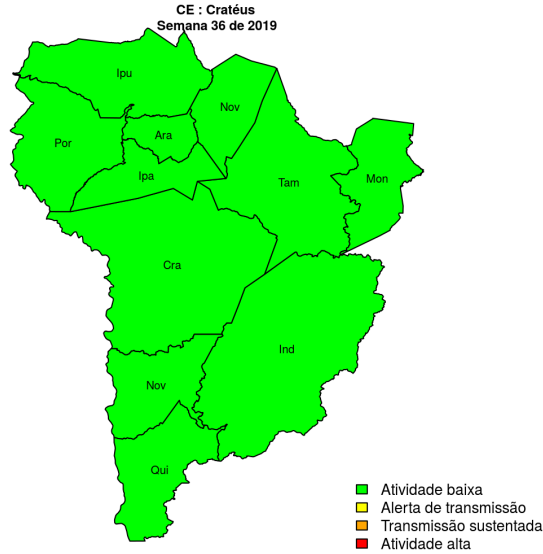 CE : Cratéus
Semana 36 de 2019
Ipu
Nov
Por
Ara
Ipa
Tam
Mon
Cra
Ind
Nov
Qui
Atividade baixa
Alerta de transmissão
Transmissão sustentada
Atividade alta